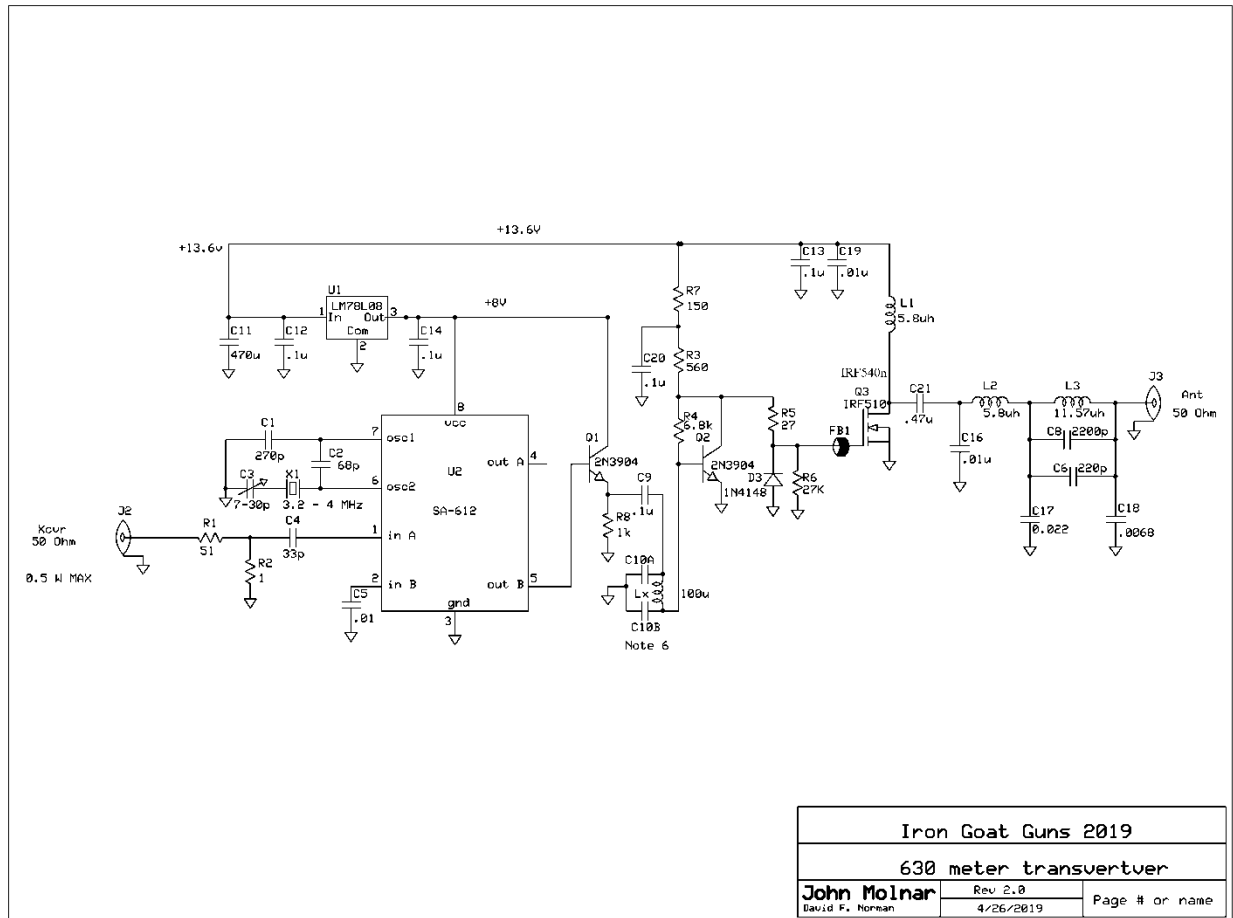 +13.6v
+13.6V
U1
LM78L08
1 In Out 3
Com
2
+8V
C11
470u
C12
.1u
C14
.1u
C13
.1u
C19
.01u
R7
150
C20
.1u
R3
560
L1
5.8uh
IRF540n
Q3
IRF510
C21
.47u
L2
5.8uh
L3
11.57uh
J3
Ant
50 Ohm
R4
6.8k
R5
27
FB1
Q2
2N3904
D3
1N4148
R6
27K
C16
.01u
C8 2200p
C6 220p
C17
0.022
C18
.0068
8
vcc
7 osc1
C1
270p
C2
68p
U2
out A 4
Q1
2N3904
C3
7-30p
X1
3.2 - 4 MHz
6 osc2
SA-612
C9
.1u
J2
Xcvr
50 Ohm
0.5 W MAX
R1
51
R2
1
C4
33p
1 in A
R8
1k
2 in B
out B 5
C5
.01
gnd
3
C10A
Lx
100u
C10B
Note 6
Iron Goat Guns 2019
630 meter transvertver
John Molnar
David F. Norman
Rev 2.0
4/26/2019
Page # or name